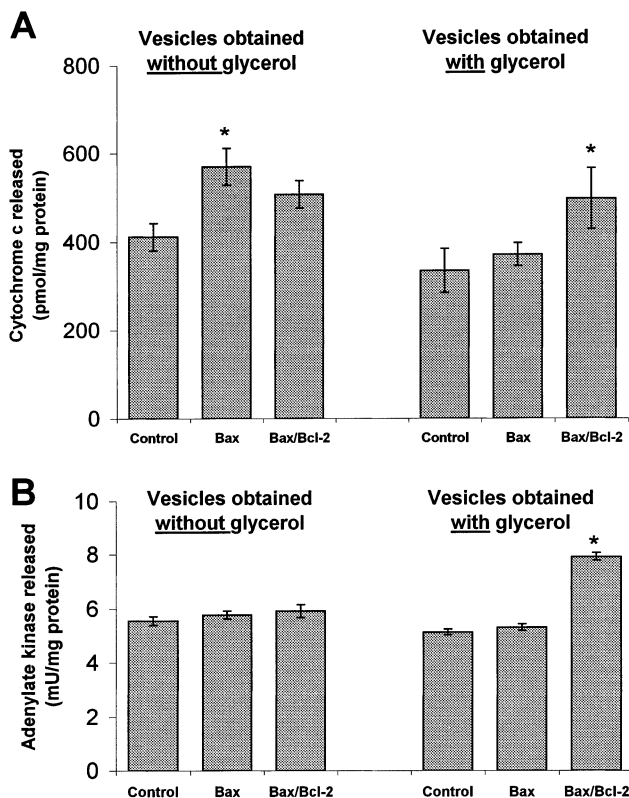 A
Vesicles obtained
without glycerol
Vesicles obtained
with glycerol
Cytochrome c released
(pmol/mg protein)
800
600
400
200
0
*
*
Control
Bax
Bax/Bcl-2
Control
Bax
Bax/Bcl-2
B
Vesicles obtained
without glycerol
Vesicles obtained
with glycerol
Adenylate kinase released
(mU/mg protein)
10
8
6
4
2
0
*
Control
Bax
Bax/Bcl-2
Control
Bax
Bax/Bcl-2